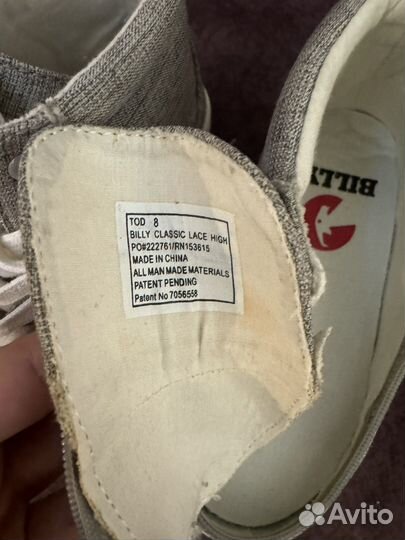 TOD 8
BILLY CLASSIC LACE HIGH
PO#222761/RN153615
MADE IN CHINA
ALL MAN MADE MATERIALS
PATENT PENDING
Patent No 7056558
BILLY
Avito